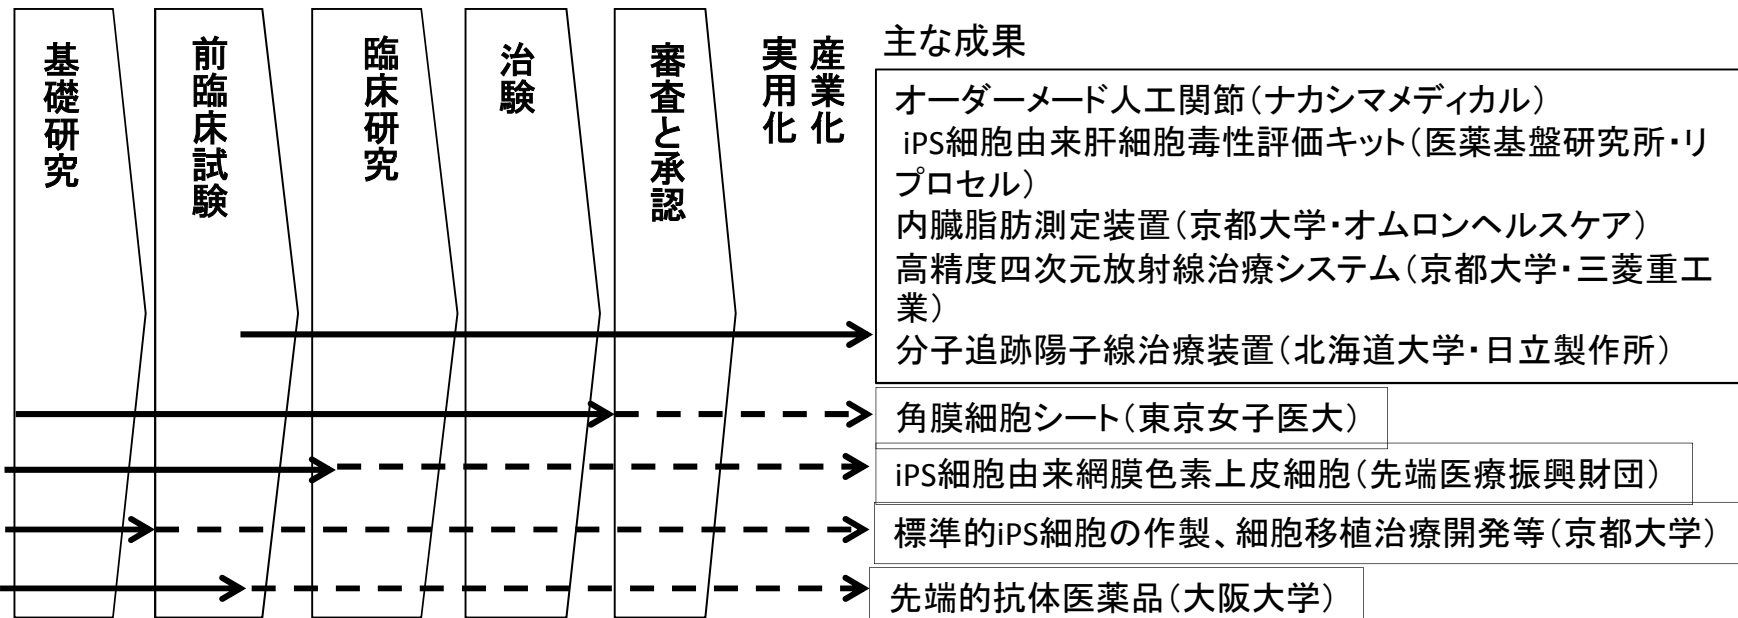 基礎研究
前臨床試験
臨床研究
治験
審査と承認
産業化
実用化
主な成果
オーダーメード人工関節（ナカシマメディカル）
iPS細胞由来肝細胞毒性評価キット（医薬基盤研究所・リ
プロセル）
内臓脂肪測定装置（京都大学・オムロンヘルスケア）
高精度四次元放射線治療システム（京都大学・三菱重工
業）
分子追跡陽子線治療装置（北海道大学・日立製作所）
角膜細胞シート（東京女子医大）
iPS細胞由来網膜色素上皮細胞（先端医療振興財団）
標準的iPS細胞の作製、細胞移植治療開発等（京都大学）
先端的抗体医薬品（大阪大学）